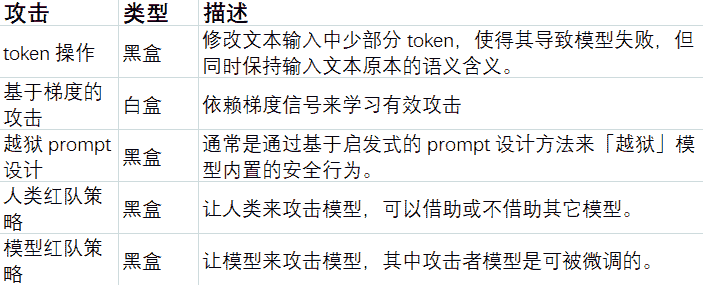 攻击 类型 描述
token 操作 黑盒 修改文本输入中少部分 token，使得其导致模型失败，但
同时保持输入文本原本的语义含义。
基于梯度的
攻击 白盒 依赖梯度信号来学习有效攻击
越狱 prompt
设计 黑盒 通常是通过基于启发式的 prompt 设计方法来「越狱」模
型内置的安全行为。
人类红队策
略 黑盒 让人类来攻击模型，可以借助或不借助其它模型。
模型红队策
略 黑盒 让模型来攻击模型，其中攻击者模型是可被微调的。